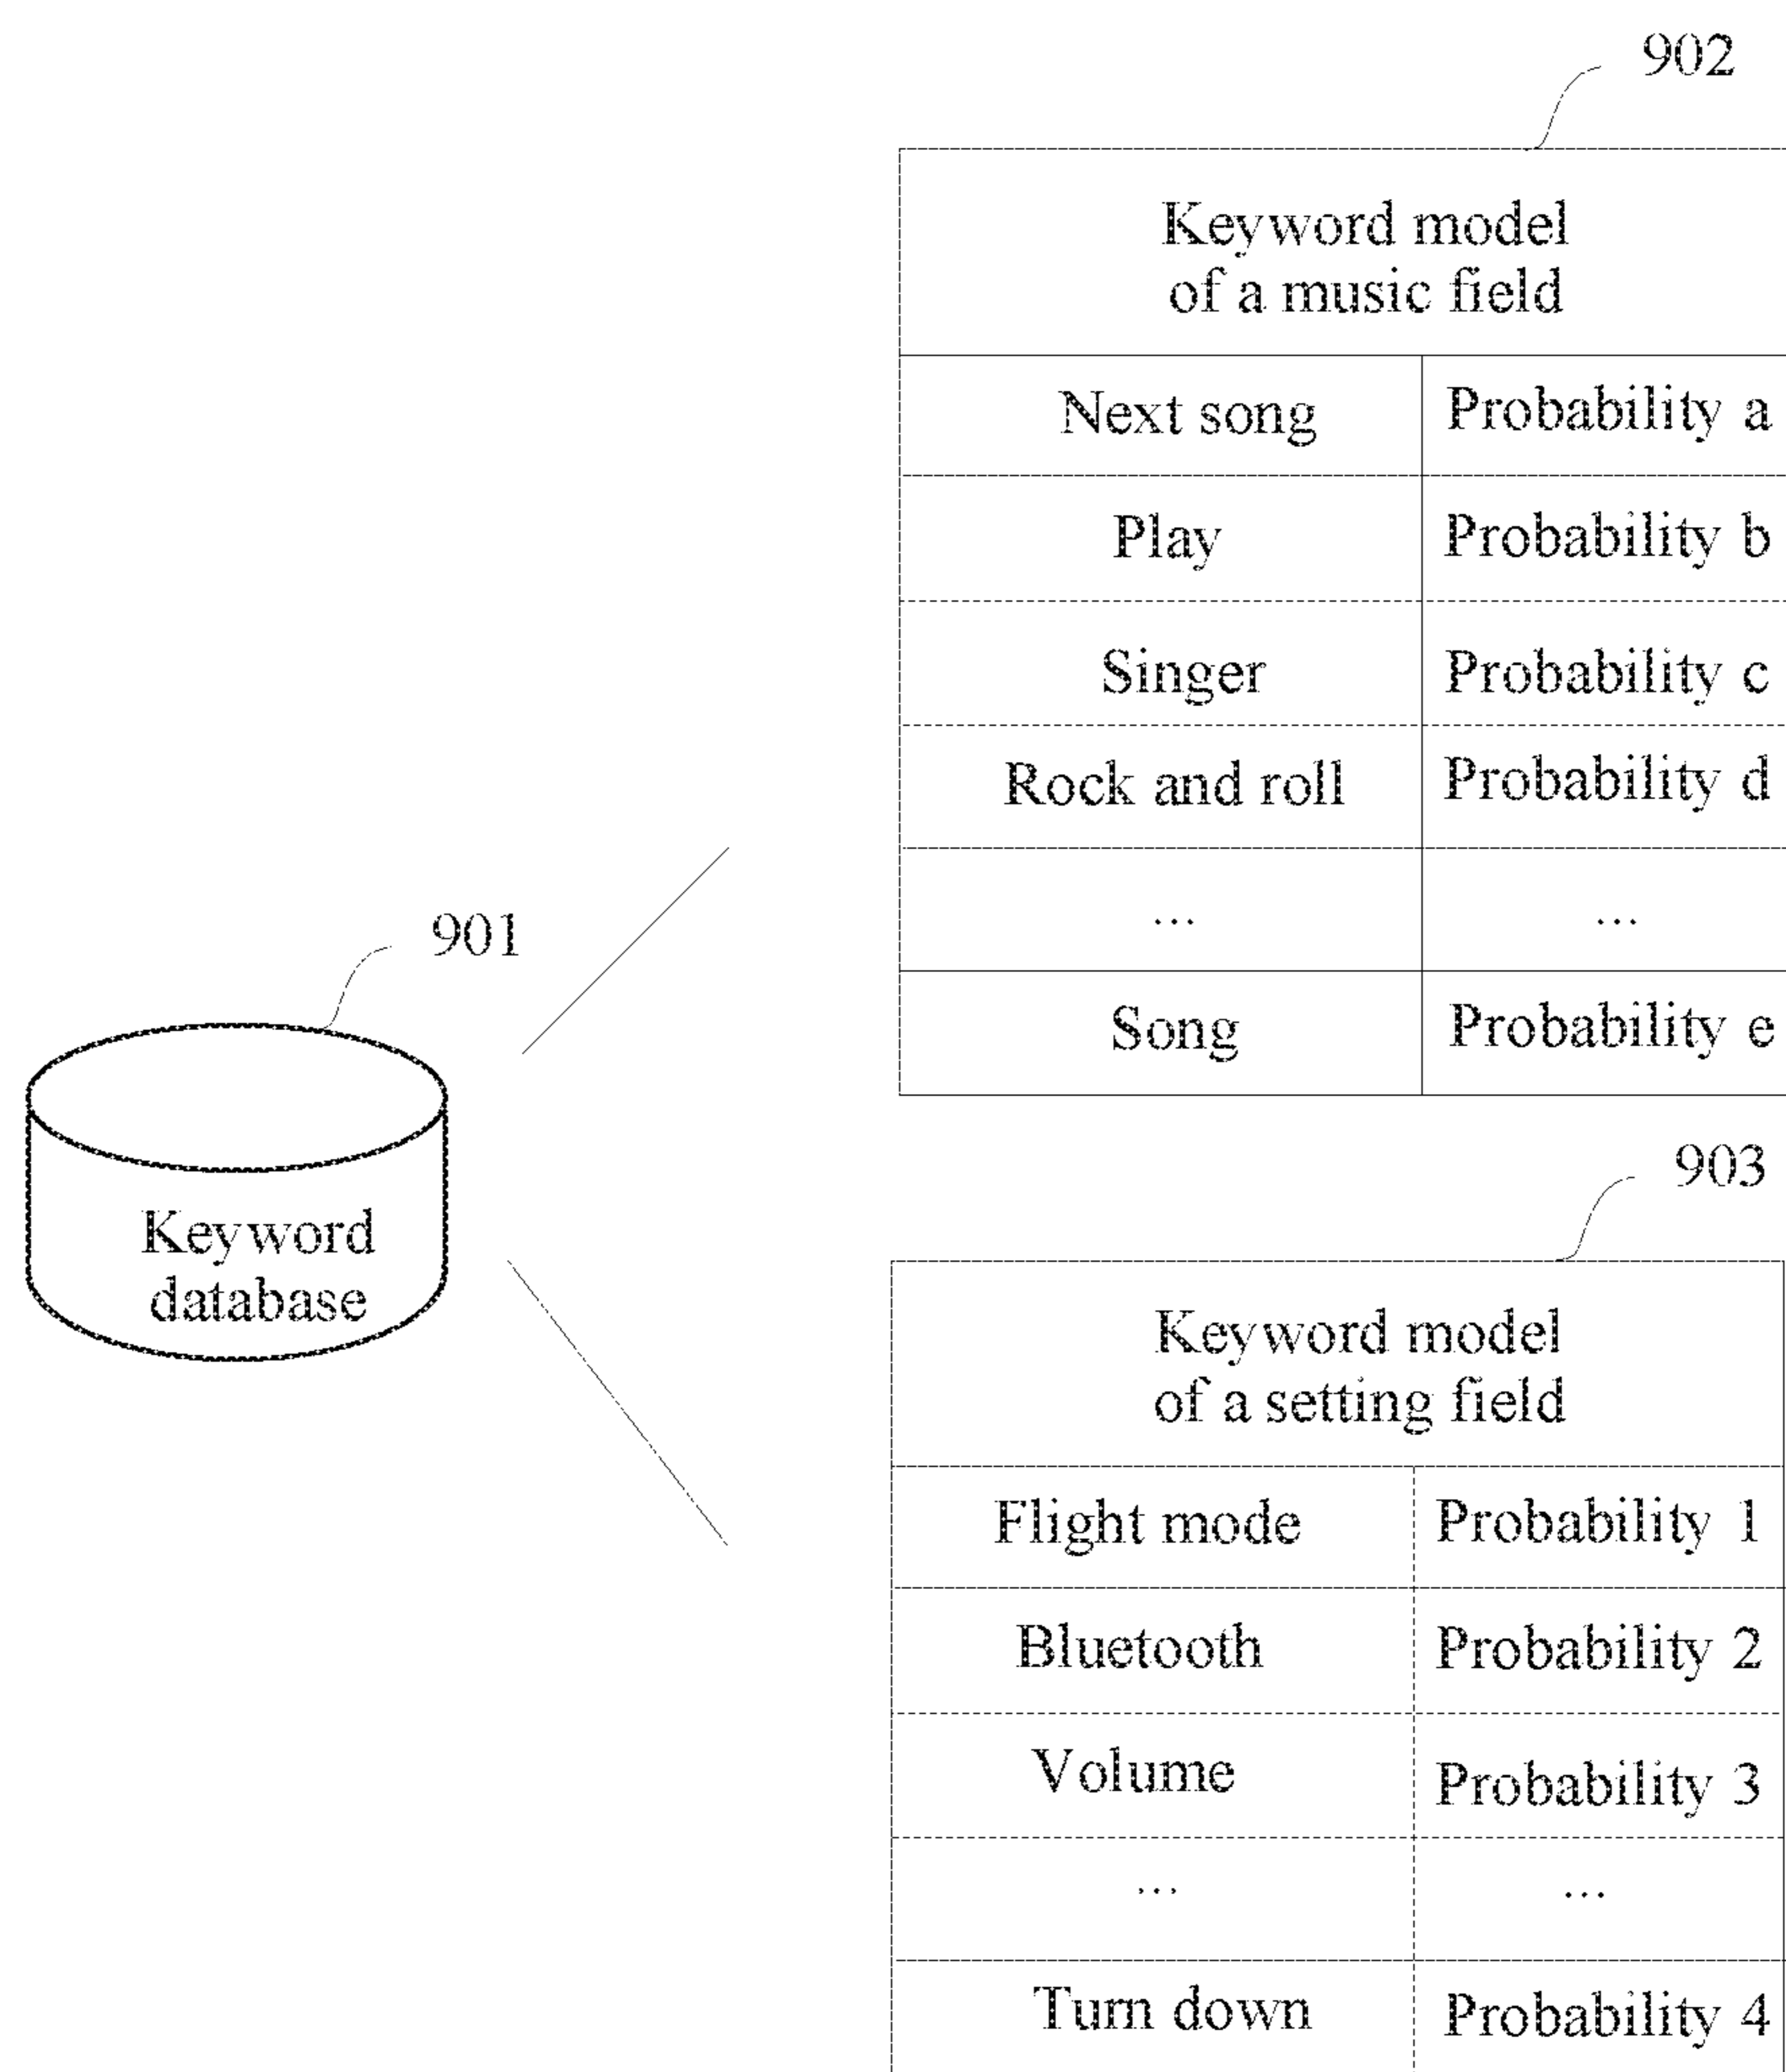 902
Keyword model
of a music field
Next song Probability a
Play Probability b
Singer Probability c
Rock and roll Probability d
... ...
Song Probability e
901
Keyword
database
903
Keyword model
of a setting field
Flight mode Probability 1
Bluetooth Probability 2
Volume Probability 3
... ...
Turn down Probability 4